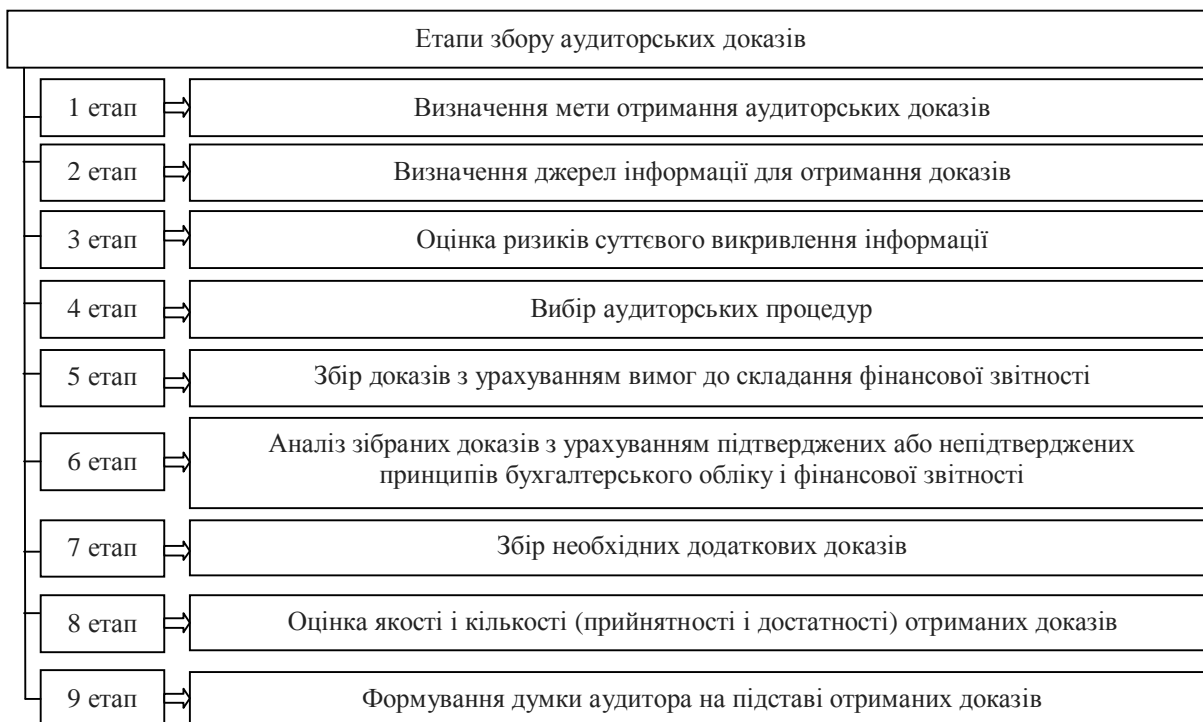 Етапи збору аудиторських доказів
1 етап
Визначення мети отримання аудиторських доказів
2 етап
Визначення джерел інформації для отримання доказів
3 етап
Оцінка ризиків суттєвого викривлення інформації
4 етап
Вибір аудиторських процедур
5 етап
Збір доказів з урахуванням вимог до складання фінансової звітності
6 етап
Аналіз зібраних доказів з урахуванням підтверджених або непідтверджених
принципів бухгалтерського обліку і фінансової звітності
7 етап
Збір необхідних додаткових доказів
8 етап
Оцінка якості і кількості (прийнятності і достатності) отриманих доказів
9 етап
Формування думки аудитора на підставі отриманих доказів